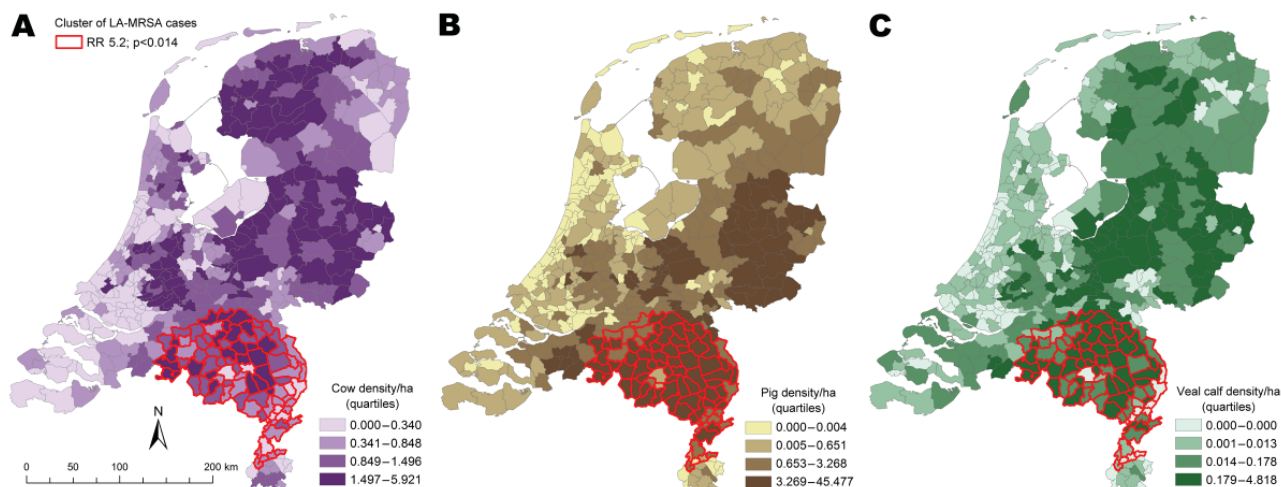 A
Cluster of LA-MRSA cases
RR 5.2; p<0.014
N
0 50 100 200 km
Cow density/ha
(quartiles)
0.000–0.340
0.341–0.848
0.849–1.496
1.497–5.921
B
Pig density/ha
(quartiles)
0.000–0.004
0.005–0.651
0.653–3.268
3.269–45.477
C
Veal calf density/ha
(quartiles)
0.000–0.000
0.001–0.013
0.014–0.178
0.179–4.818